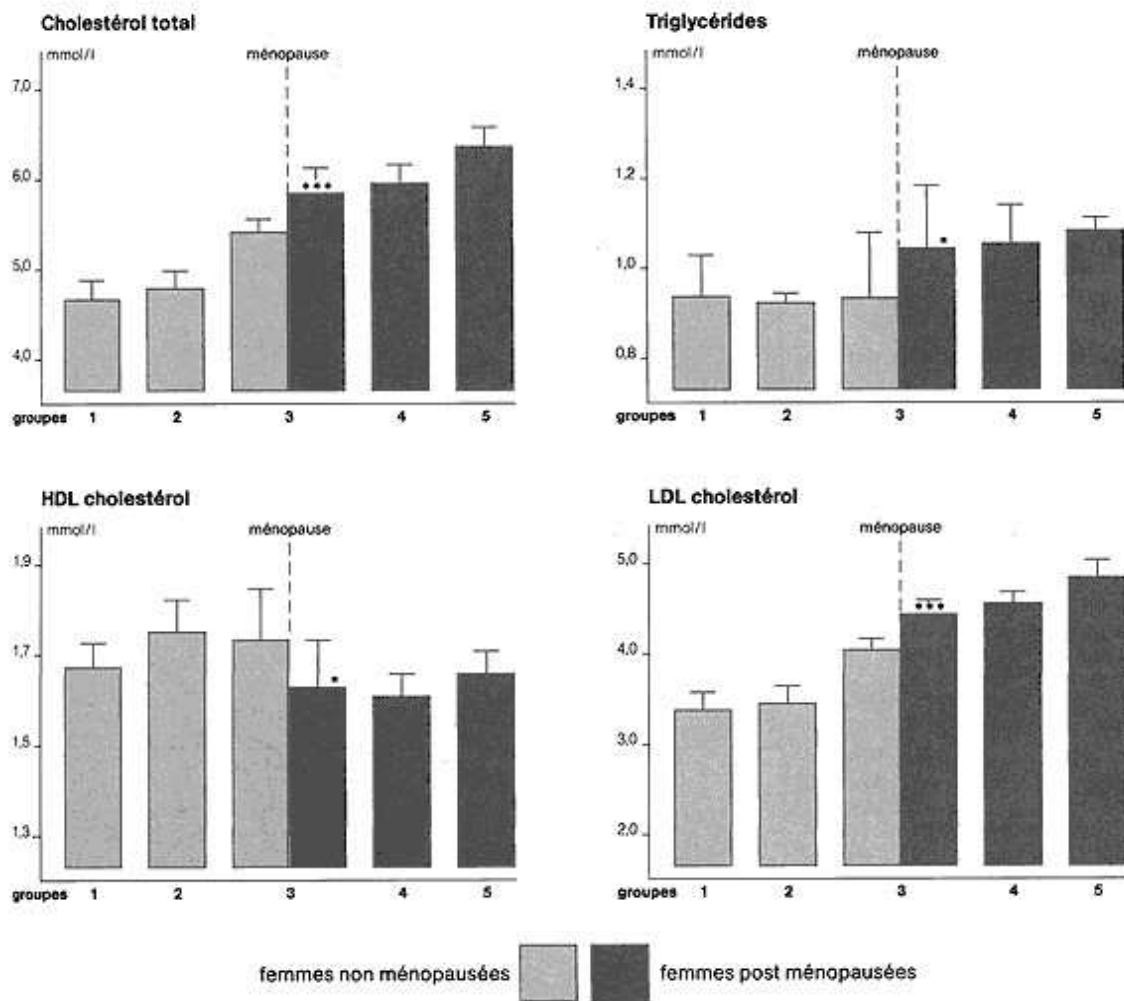 Cholestérol total
mmol/l
ménopause
7,0
6,0
5,0
4,0
groupes 1 2 3 4 5
Triglycérides
mmol/l
ménopause
1,4
1,2
1,0
0,8
groupes 1 2 3 4 5
HDL cholestérol
mmol/l
ménopause
1,9
1,7
1,5
1,3
groupes 1 2 3 4 5
LDL cholestérol
mmol/l
ménopause
5,0
4,0
3,0
2,0
groupes 1 2 3 4 5
femmes non ménopausées
femmes post ménopausées